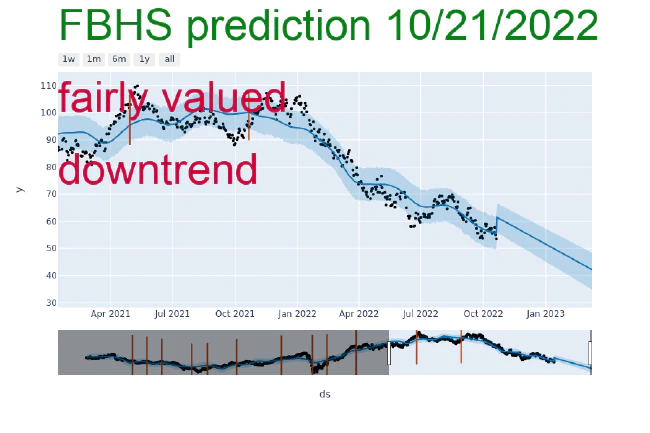 FBHS prediction 10/21/2022
1w 1m 6m 1y all
fairly valued
downtrend
110
100
90
80
70
60
50
40
30
y
Apr 2021 Jul 2021 Oct 2021 Jan 2022 Apr 2022 Jul 2022 Oct 2022 Jan 2023
ds